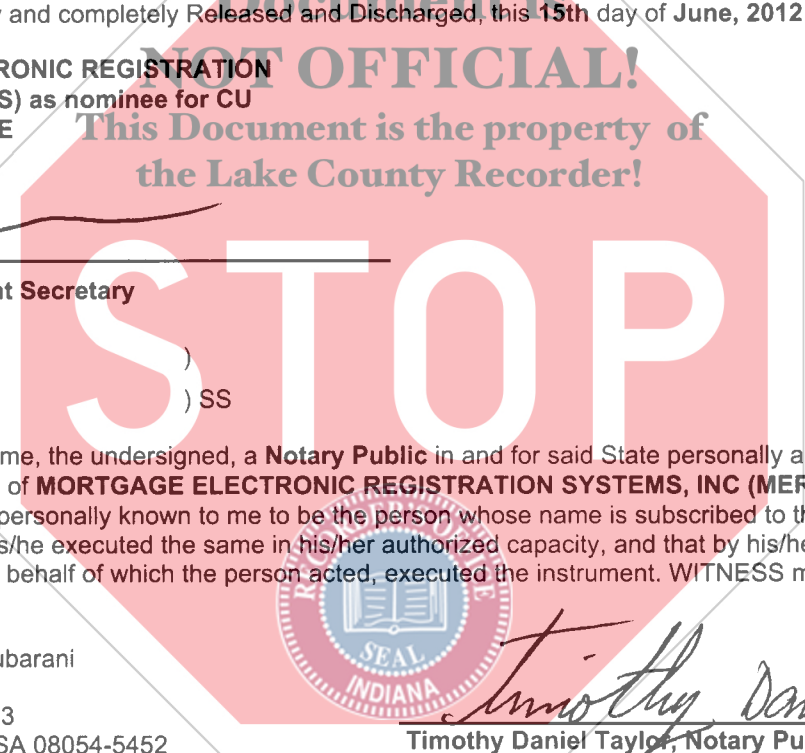 Document is
y and completely Released and Discharged, this 15th day of June, 2012
RONIC REGISTRATION
NOT OFFICIAL!
S) as nominee for CU
E
This Document is the property of
the Lake County Recorder!
nt Secretary
STOP
)
) SS
me, the undersigned, a Notary Public in and for said State personally a
of MORTGAGE ELECTRONIC REGISTRATION SYSTEMS, INC (MER
personally known to me to be the person whose name is subscribed to th
s/he executed the same in his/her authorized capacity, and that by his/he
behalf of which the person acted, executed the instrument. WITNESS m
SEAL
INDIANA
ubarani
Timothy Dan
3
SA 08054-5452
Timothy Daniel Taylor, Notary Pu